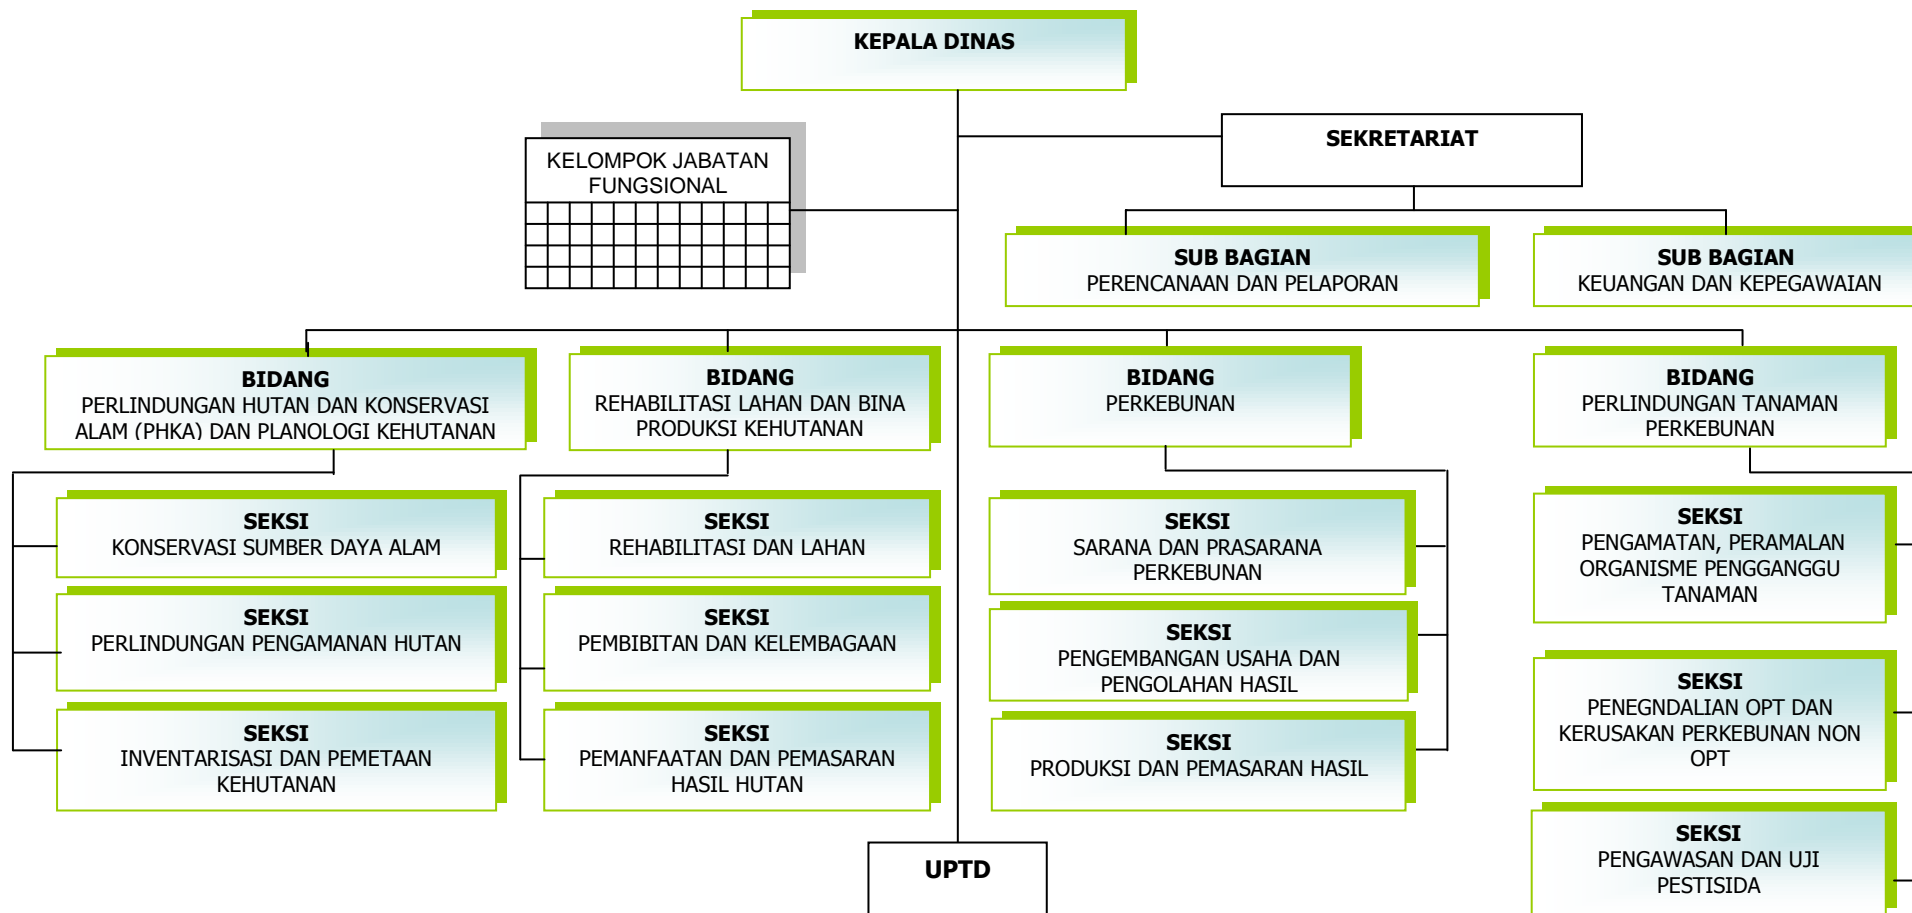 KEPALA DINAS
SEKRETARIAT
KELOMPOK JABATAN
FUNGSIONAL
SUB BAGIAN
PERENCANAAN DAN PELAPORAN
SUB BAGIAN
KEUANGAN DAN KEPEGAWAIAN
BIDANG
PERLINDUNGAN HUTAN DAN KONSERVASI
ALAM (PHKA) DAN PLANOLOGI KEHUTANAN
BIDANG
REHABILITASI LAHAN DAN BINA
PRODUKSI KEHUTANAN
BIDANG
PERKEBUNAN
BIDANG
PERLINDUNGAN TANAMAN
PERKEBUNAN
SEKSI
KONSERVASI SUMBER DAYA ALAM
SEKSI
PERLINDUNGAN PENGAMANAN HUTAN
SEKSI
INVENTARISASI DAN PEMETAAN
KEHUTANAN
SEKSI
REHABILITASI DAN LAHAN
SEKSI
PEMBIBITAN DAN KELEMBAGAAN
SEKSI
PEMANFAATAN DAN PEMASARAN
HASIL HUTAN
SEKSI
SARANA DAN PRASARANA
PERKEBUNAN
SEKSI
PENGEMBANGAN USAHA DAN
PENGOLAHAN HASIL
SEKSI
PRODUKSI DAN PEMASARAN HASIL
SEKSI
PENGAMATAN, PERAMALAN
ORGANISME PENGGANGGU
TANAMAN
SEKSI
PENEGNDALIAN OPT DAN
KERUSAKAN PERKEBUNAN NON
OPT
SEKSI
PENGAWASAN DAN UJI
PESTISIDA
UPTD